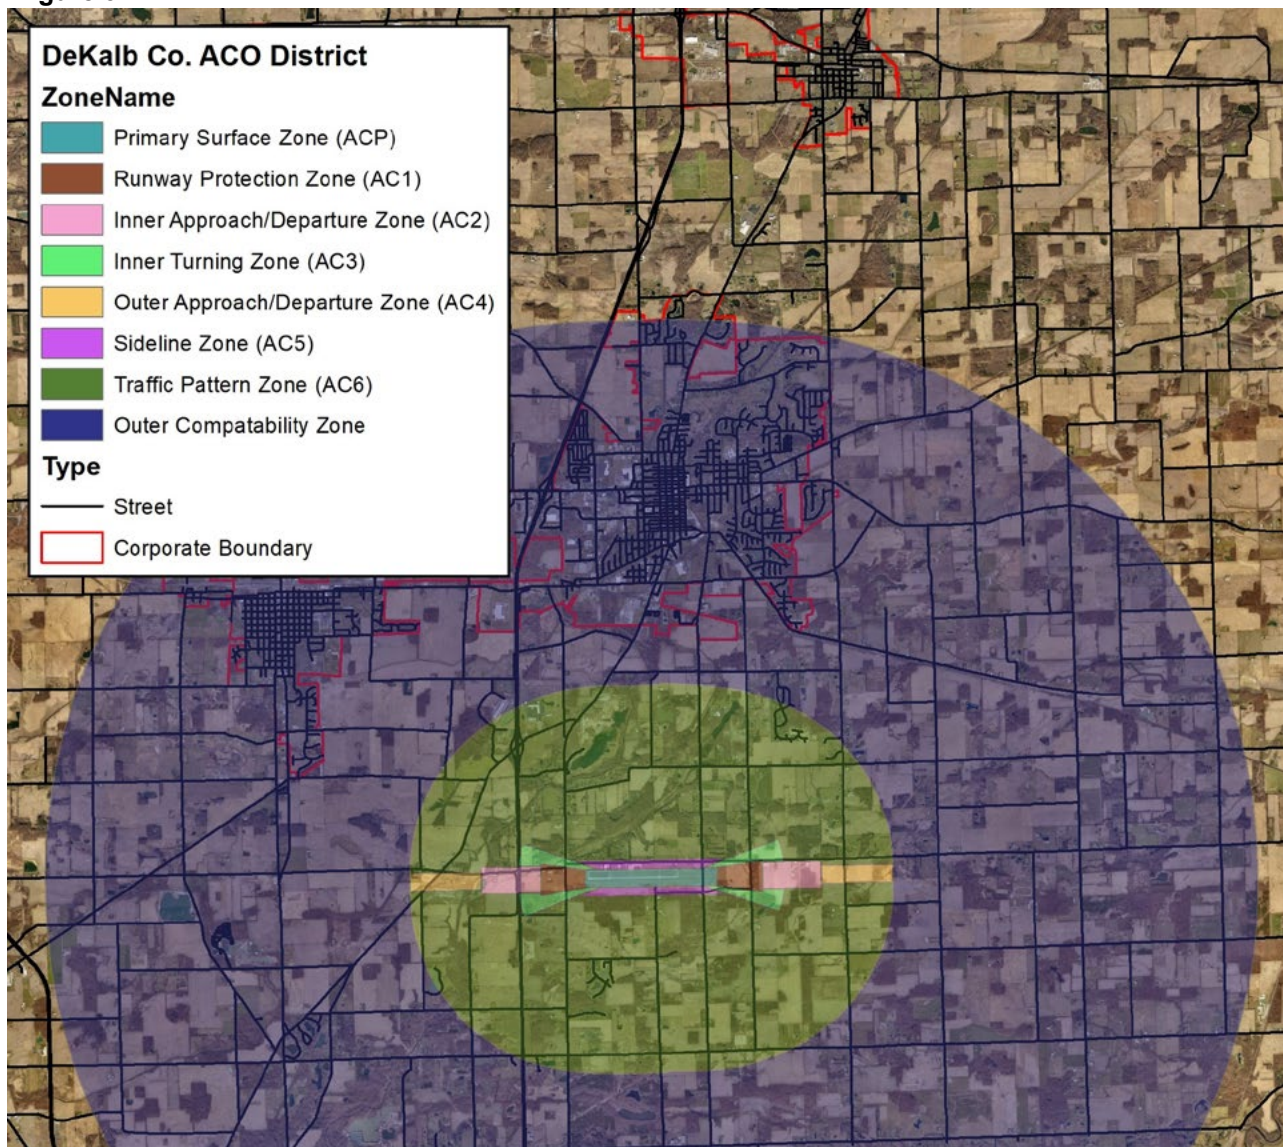 DeKalb Co. ACO District
ZoneName
Primary Surface Zone (ACP)
Runway Protection Zone (AC1)
Inner Approach/Departure Zone (AC2)
Inner Turning Zone (AC3)
Outer Approach/Departure Zone (AC4)
Sideline Zone (AC5)
Traffic Pattern Zone (AC6)
Outer Compatability Zone
Type
Street
Corporate Boundary